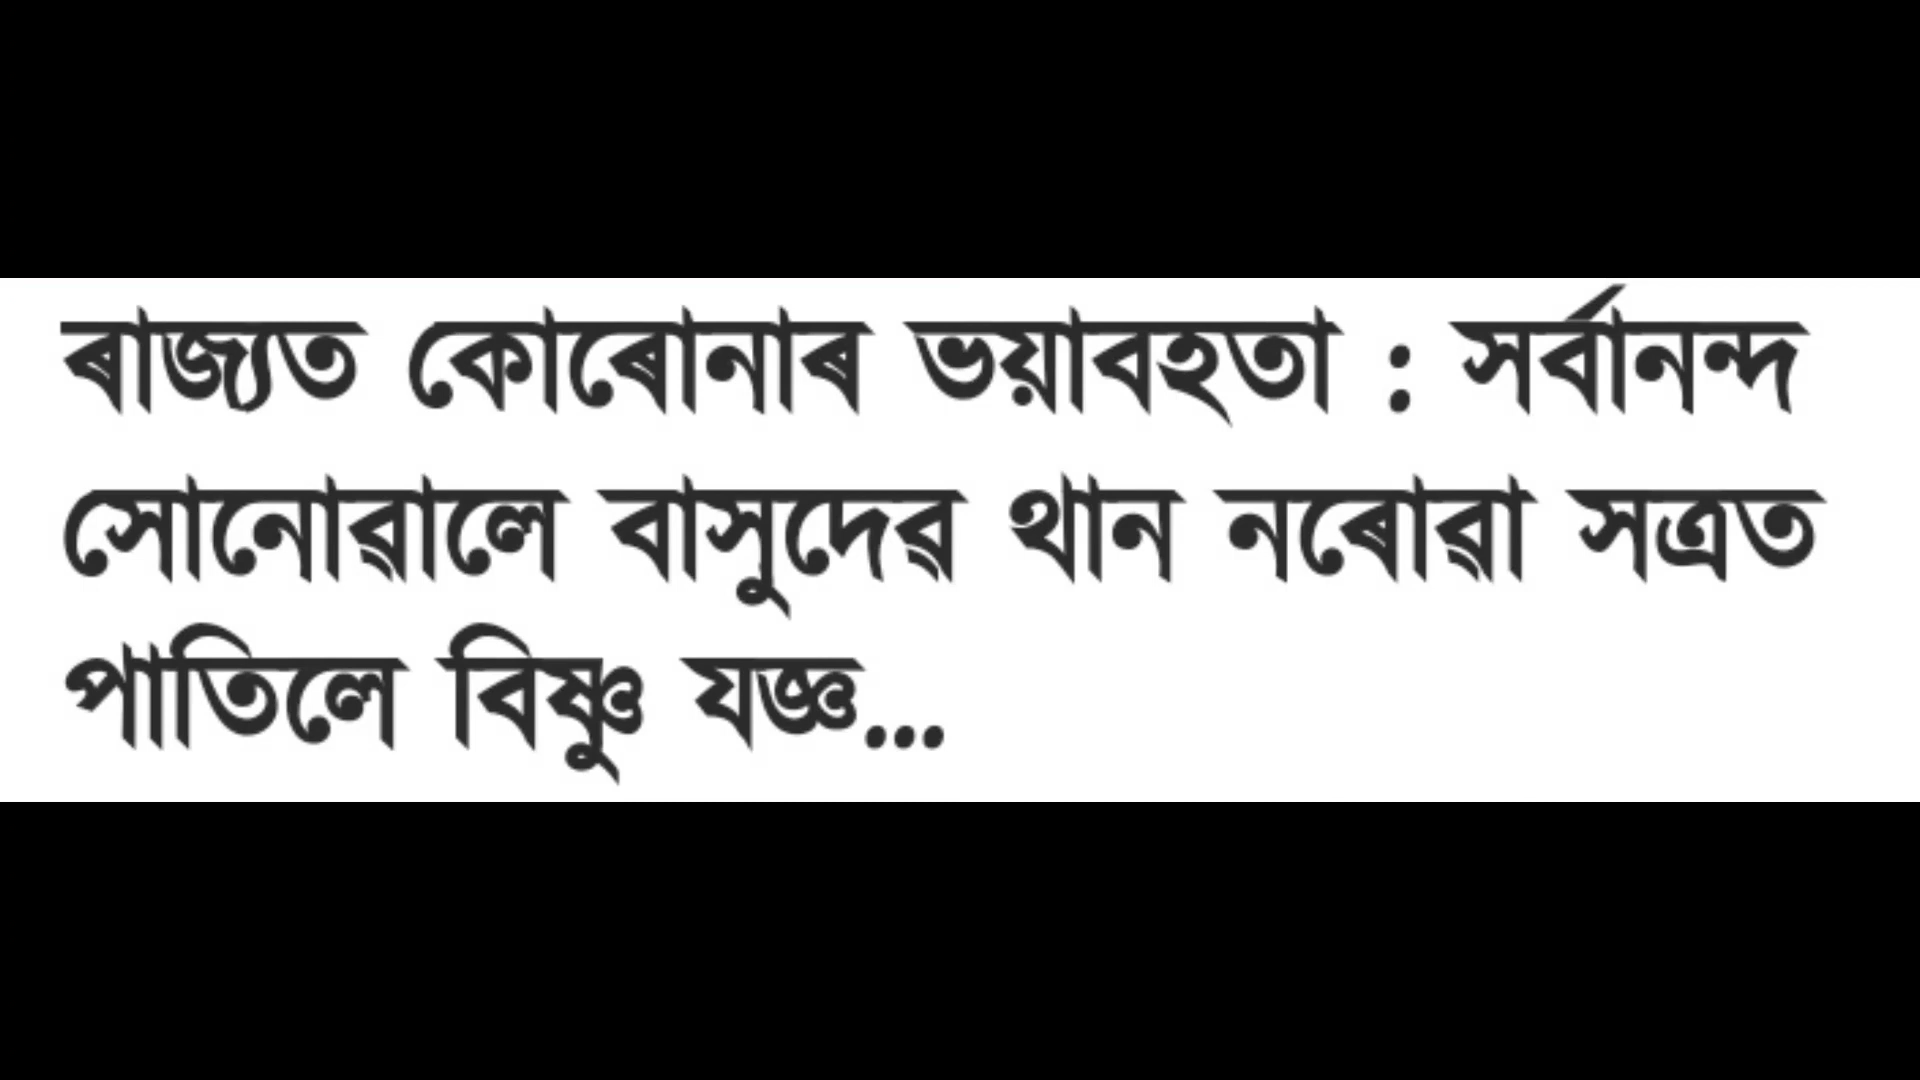 ৰাজ্যত কোৰোনাৰ ভয়াবহতা : সৰ্বানন্দ
সোনোৱালে বাসুদেৱ থান নৰোৱা সত্ৰত
পাতিলে বিষ্ণু যজ্ঞ...